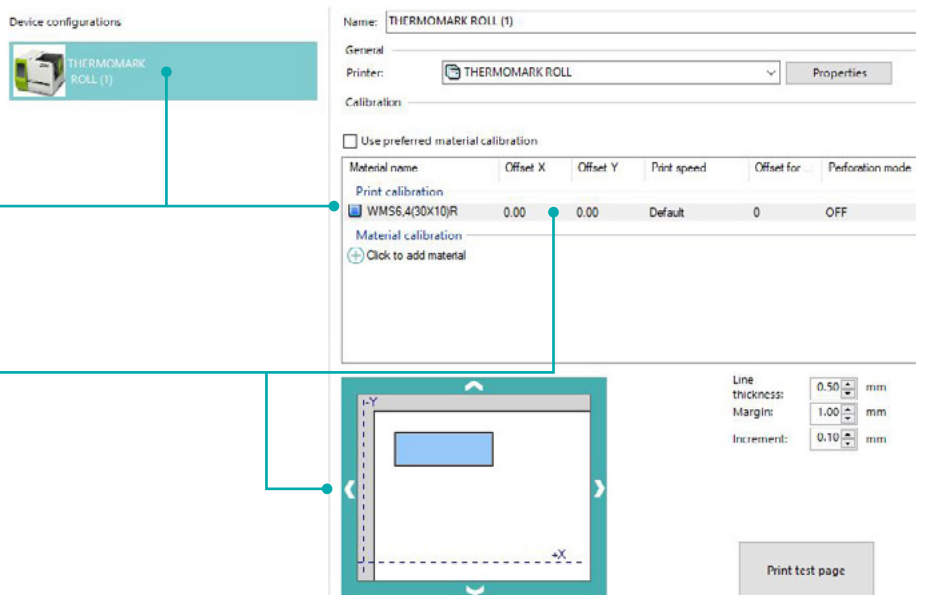 Device configurations
THERMOMARK
ROLL (1)
Name: THERMOMARK ROLL (1)
General
Printer: THERMOMARK ROLL Properties
Calibration
Use preferred material calibration
Material name Offset X Offset Y Print speed Offset for ... Perforation mode
Print calibration
WMS6,4(30X10)R 0.00 0.00 Default 0 OFF
Material calibration
Click to add material
Line
thickness: 0.50 mm
Margin: 1.00 mm
Increment: 0.10 mm
-Y
+X
Print test page